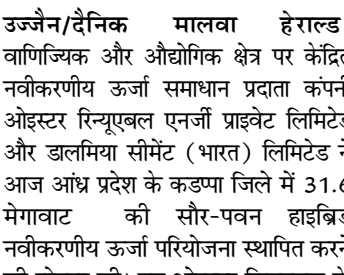 उज्जैन/दैनिक मालवा हेराल्ड
वाणिज्यिक और औद्योगिक क्षेत्र पर केंद्रित
नवीकरणीय ऊर्जा समाधान प्रदाता कंपनी
ओइस्टर रिन्यूएबल एनर्जी प्राइवेट लिमिटेड
और डालमिया सीमेंट (भारत) लिमिटेड ने
आज आंध्र प्रदेश के कडप्पा जिले में 31.6
मेगावाट की सौर-पवन हाइब्रिड
नवीकरणीय ऊर्जा परियोजना स्थापित करने